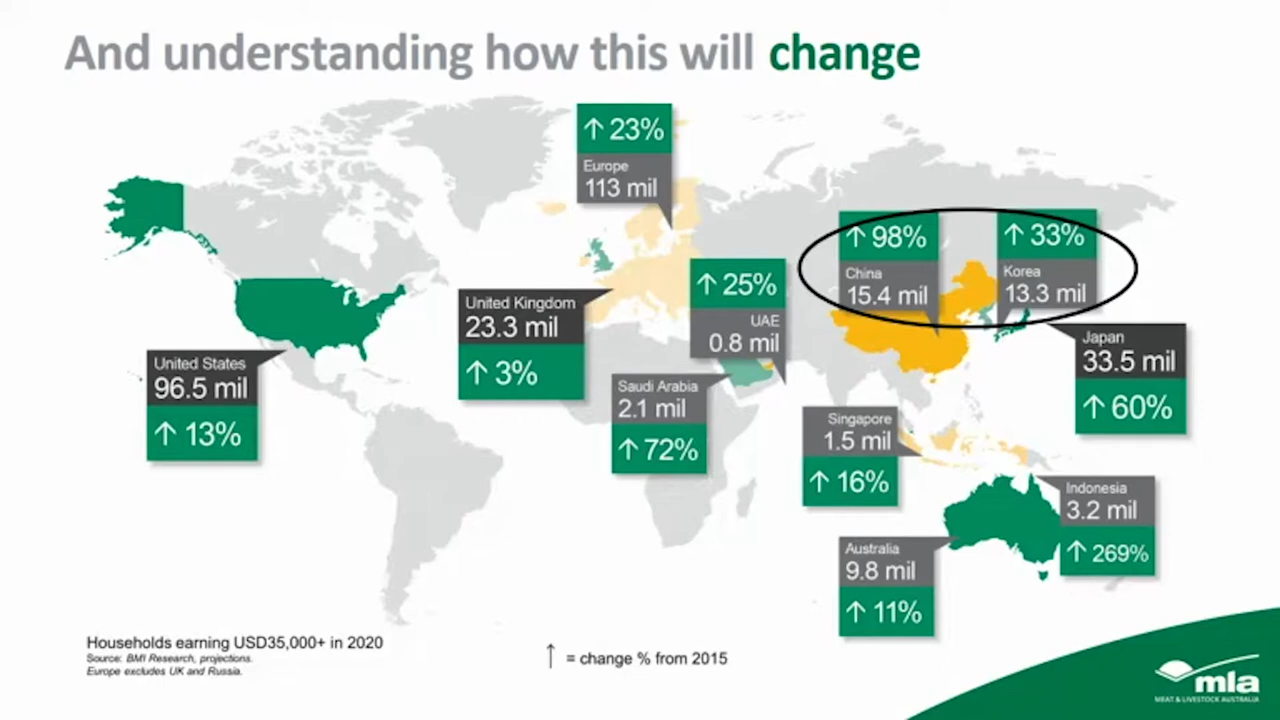 And understanding how this will change
↑ 23%
Europe
113 mil
↑ 98%
China
15.4 mil
↑ 33%
Korea
13.3 mil
↑ 25%
UAE
0.8 mil
United Kingdom
23.3 mil
↑ 3%
Japan
33.5 mil
↑ 60%
United States
96.5 mil
↑ 13%
Saudi Arabia
2.1 mil
↑ 72%
Singapore
1.5 mil
↑ 16%
Indonesia
3.2 mil
↑ 269%
Australia
9.8 mil
↑ 11%
Households earning USD35,000+ in 2020
Source: BMI Research, projections.
Europe excludes UK and Russia.
↑ = change % from 2015
mla
MEAT & LIVESTOCK AUSTRALIA